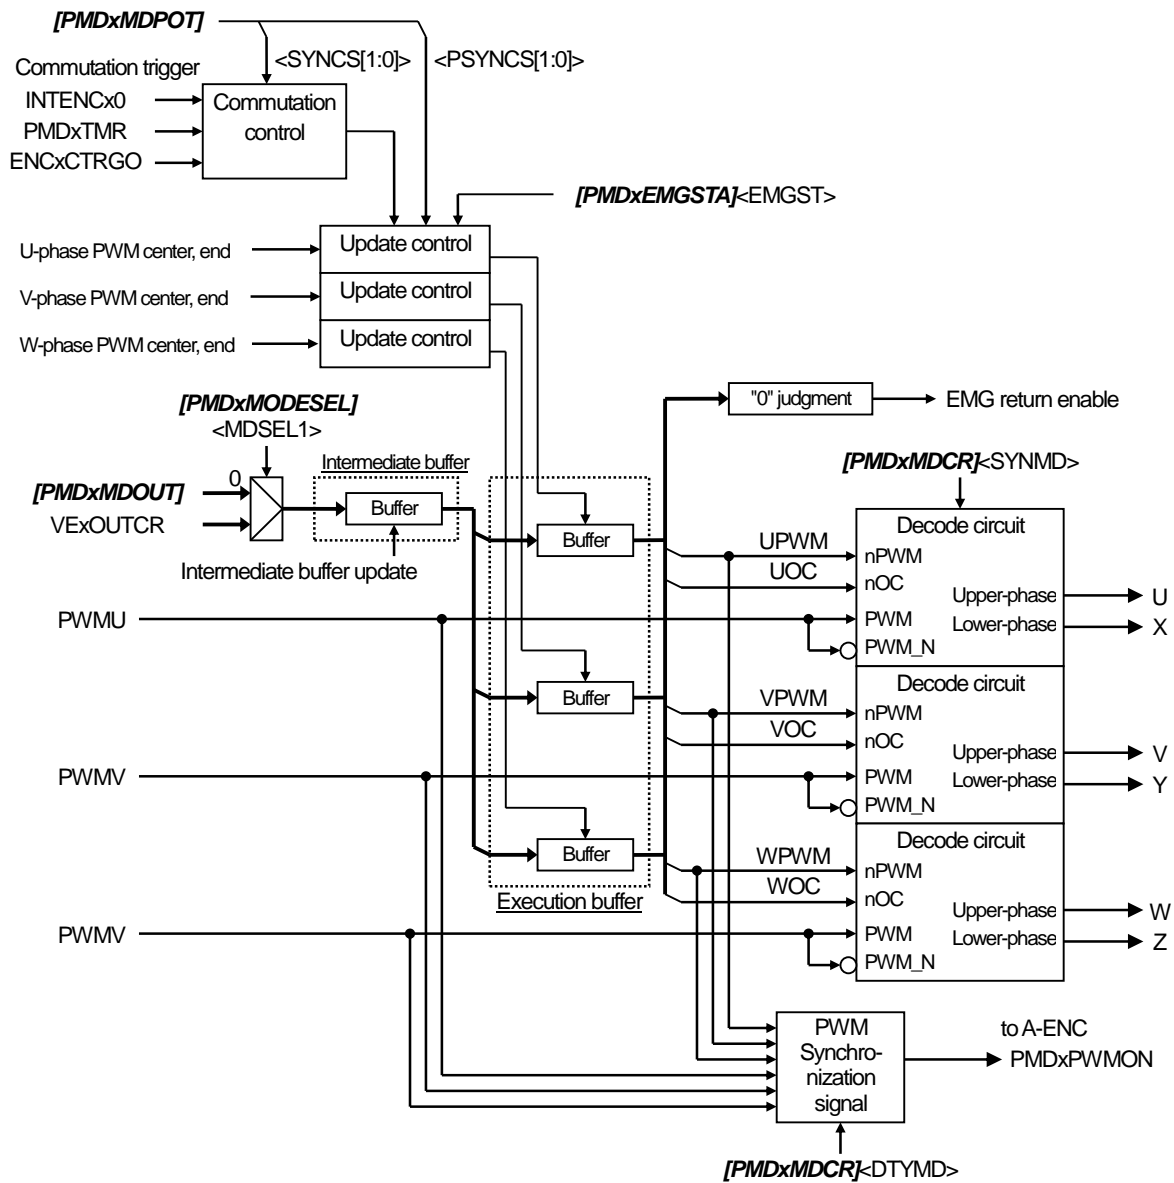 [PMDxMDPOT]
<SYNCS[1:0]>
<PSYNCS[1:0]>
Commutation trigger
INTENCx0
PMDxTMR
ENCxCTRGO
Commutation
control
[PMDxEMGSTA]<EMGST>
U-phase PWM center, end
Update control
V-phase PWM center, end
Update control
W-phase PWM center, end
Update control
[PMDxMODESEL]
<MDSEL1>
"0" judgment
EMG return enable
Intermediate buffer
[PMDxMDCR]<SYNMD>
0
[PMDxMDOUT]
VExOUTCR
Buffer
Intermediate buffer update
Buffer
UPWM
UOC
Decode circuit
nPWM
nOC
PWM
PWM_N
Upper-phase
Lower-phase
U
X
PWMU
Buffer
VPWM
VOC
Decode circuit
nPWM
nOC
PWM
PWM_N
Upper-phase
Lower-phase
V
Y
PWMV
Buffer
WPWM
WOC
Decode circuit
nPWM
nOC
PWM
PWM_N
Upper-phase
Lower-phase
W
Z
Execution buffer
PWMV
PWM
Synchro-
nization
signal
to A-ENC
PMDxPWMON
[PMDxMDCR]<DTYMD>